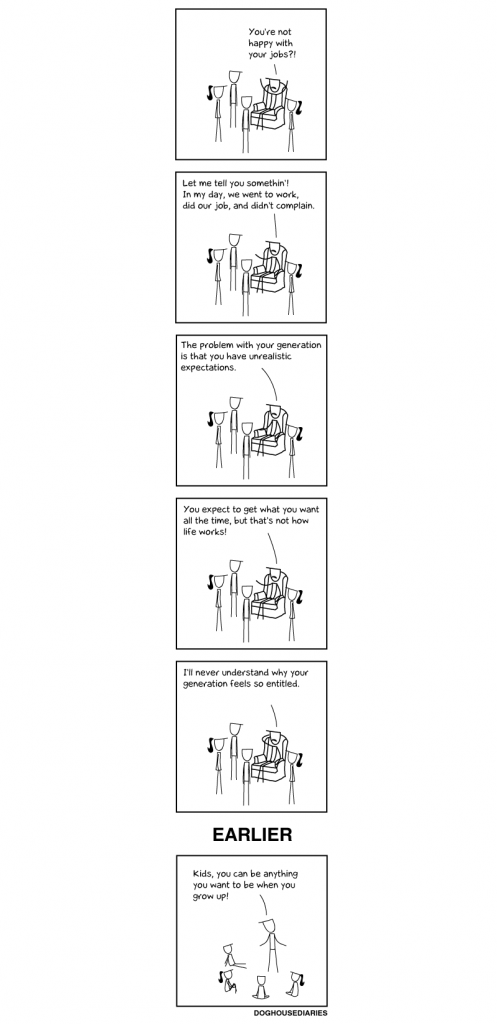 You're not
happy with
your jobs?!
Let me tell you somethin'!
In my day, we went to work,
did our job, and didn't complain.
The problem with your generation
is that you have unrealistic
expectations.
You expect to get what you want
all the time, but that's not how
life works!
I'll never understand why your
generation feels so entitled.
EARLIER
Kids, you can be anything
you want to be when you
grow up!
DOGHOUSEDIARIES